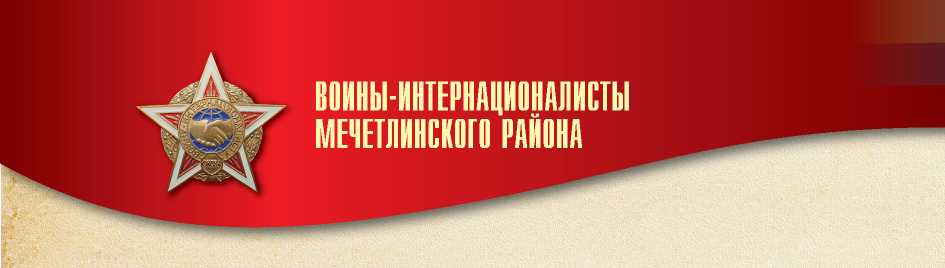 ВОИНЫ-ИНТЕРНАЦИОНАЛИСТЫ
МЕЧЕТЛИНСКОГО РАЙОНА